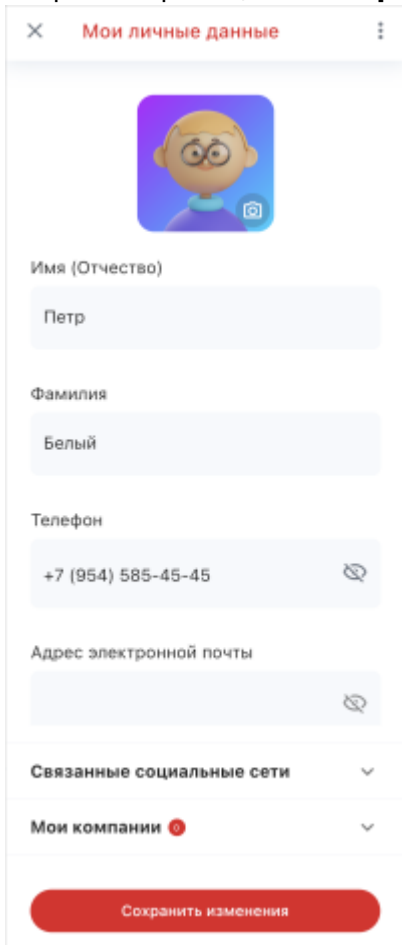 Мои личные данные
Имя (Отчество)
Петр
Фамилия
Белый
Телефон
+7 (954) 585-45-45
Адрес электронной почты
Связанные социальные сети
Мои компании 0
Сохранить изменения